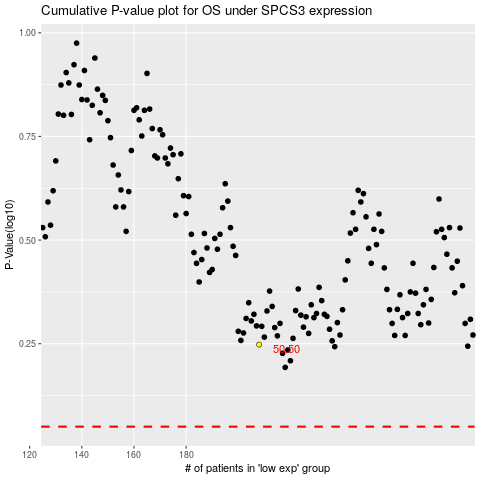 Cumulative P-value plot for OS under SPCS3 expression
1.00
0.75
0.50
0.25
P-Value(log10)
50-50
120 140 160 180
# of patients in 'low exp' group